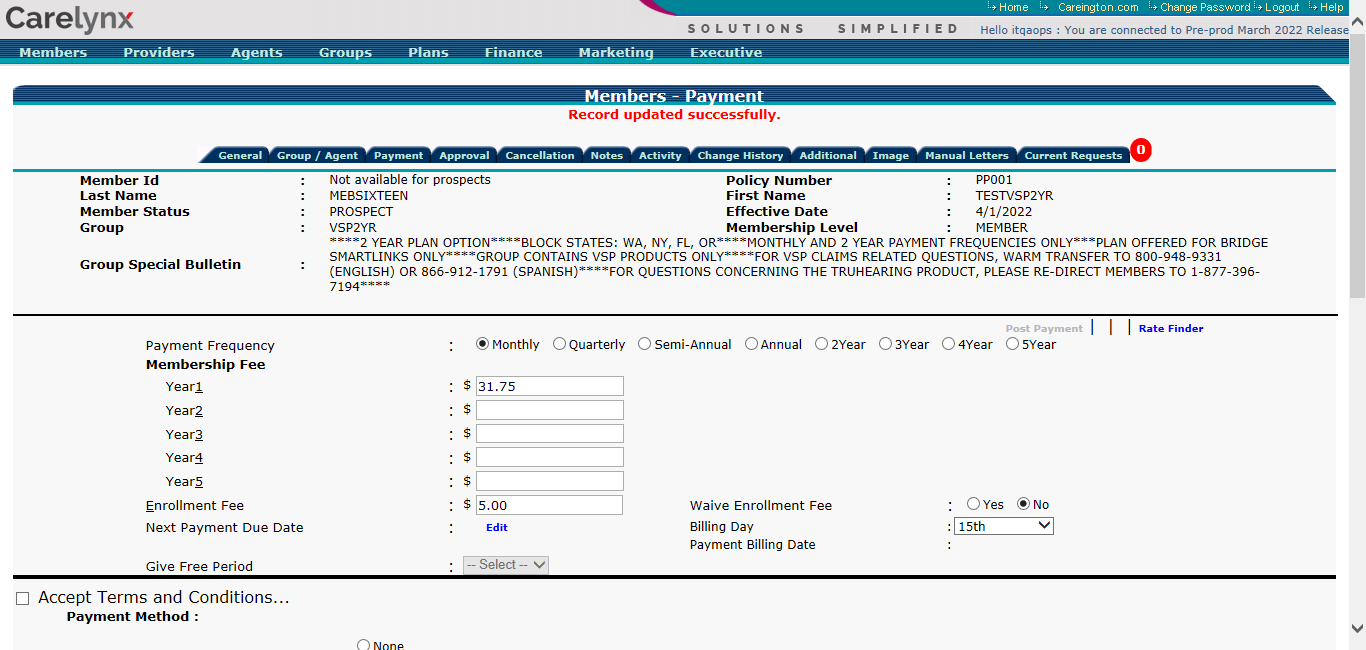 Carelynx
Home Careington.com Change Password Logout Help
SOLUTIONS SIMPLIFIED
Hello itqaops : You are connected to Pre-prod March 2022 Release
Members Providers Agents Groups Plans Finance Marketing Executive
Members - Payment
Record updated successfully.
General Group / Agent Payment Approval Cancellation Notes Activity Change History Additional Image Manual Letters Current Requests 0
Member Id : Not available for prospects Policy Number : PP001
Last Name : MEBSIXTEEN First Name : TESTVSP2YR
Member Status : PROSPECT Effective Date : 4/1/2022
Group : VSP2YR Membership Level : MEMBER
Group Special Bulletin : ****2 YEAR PLAN OPTION****BLOCK STATES: WA, NY, FL, OR****MONTHLY AND 2 YEAR PAYMENT FREQUENCIES ONLY***PLAN OFFERED FOR BRIDGE
SMARTLINKS ONLY****GROUP CONTAINS VSP PRODUCTS ONLY****FOR VSP CLAIMS RELATED QUESTIONS, WARM TRANSFER TO 800-948-9331
(ENGLISH) OR 866-912-1791 (SPANISH)****FOR QUESTIONS CONCERNING THE TRUHEARING PRODUCT, PLEASE RE-DIRECT MEMBERS TO 1-877-396-
7194****
Post Payment | | | Rate Finder
Payment Frequency : Monthly Quarterly Semi-Annual Annual 2Year 3Year 4Year 5Year
Membership Fee
Year1 : $ 31.75
Year2 : $
Year3 : $
Year4 : $
Year5 : $
Enrollment Fee : $ 5.00 Waive Enrollment Fee : Yes No
Next Payment Due Date : Edit Billing Day : 15th
Payment Billing Date :
Give Free Period : -- Select --
Accept Terms and Conditions...
Payment Method :
None